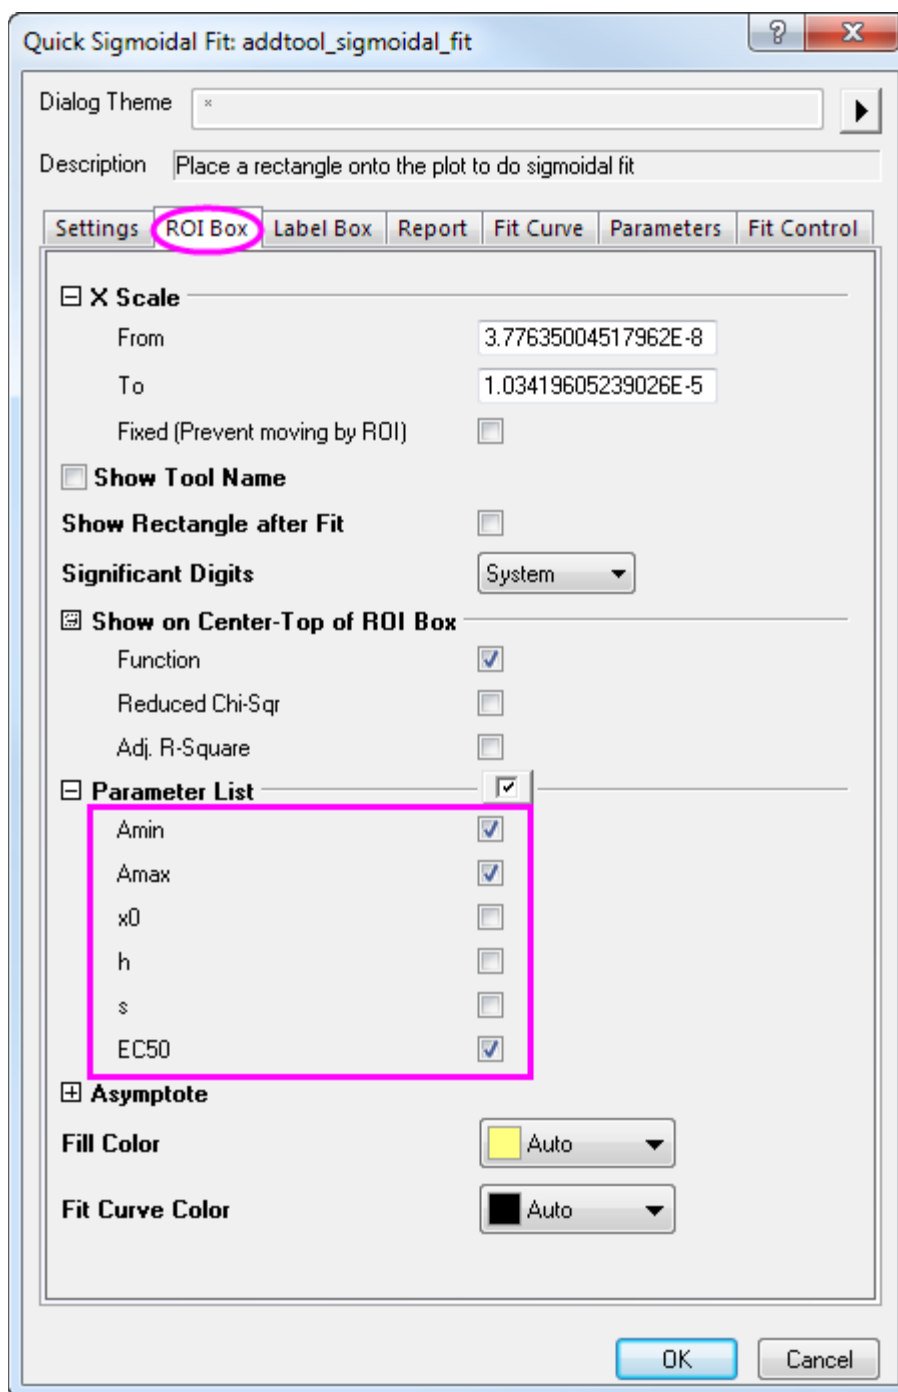 Quick Sigmoidal Fit: addtool_sigmoidal_fit
Dialog Theme *
Description Place a rectangle onto the plot to do sigmoidal fit
Settings ROI Box Label Box Report Fit Curve Parameters Fit Control
X Scale
From 3.77635004517962E-8
To 1.03419605239026E-5
Fixed (Prevent moving by ROI)
Show Tool Name
Show Rectangle after Fit
Significant Digits System
Show on Center-Top of ROI Box
Function
Reduced Chi-Sqr
Adj. R-Square
Parameter List
Amin
Amax
x0
h
s
EC50
Asymptote
Fill Color Auto
Fit Curve Color Auto
OK Cancel